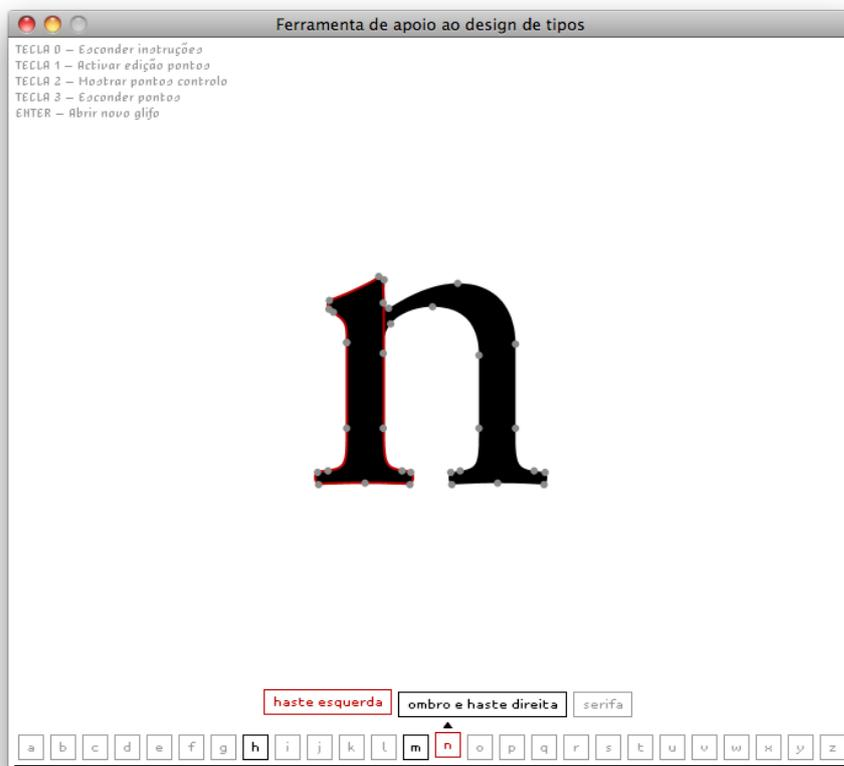 Ferramenta de apoio ao design de tipos
TECLA 0 – Esconder instruções
TECLA 1 – Activar edição pontos
TECLA 2 – Mostrar pontos controlo
TECLA 3 – Esconder pontos
ENTER – Abrir novo glifo
n
haste esquerda ombro e haste direita serifa
a b c d e f g h i j k l m n o p q r s t u v w x y z